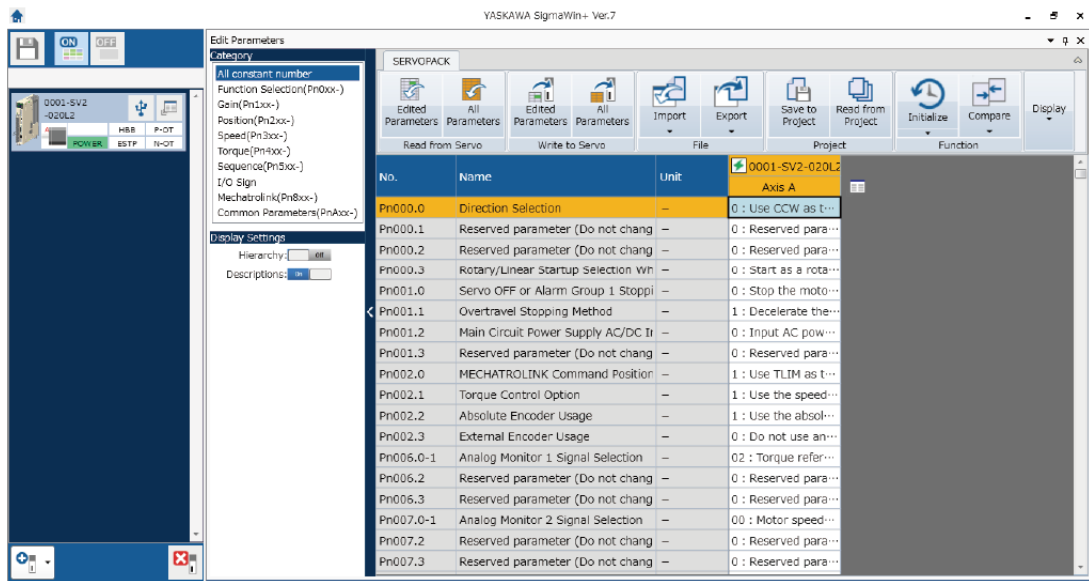 YASKAWA SigmaWin+ Ver.7
ON OFF
0001-SV2
-020L2
HBB P-OT
POWER ESTP N-OT
Edit Parameters
Category
All constant number
Function Selection(Pn0xx-)
Gain(Pn1xx-)
Position(Pn2xx-)
Speed(Pn3xx-)
Torque(Pn4xx-)
Sequence(Pn5xx-)
I/O Sign
Mechatrolink(Pn8xx-)
Common Parameters(PnAxx-)
Display Settings
Hierarchy: Off
Descriptions: ON
SERVOPACK
Edited Parameters
All Parameters
Read from Servo
Edited Parameters
All Parameters
Write to Servo
Import
Export
File
Save to Project
Read from Project
Project
Initialize
Compare
Function
Display
No. Name Unit 0001-SV2-020L2
Axis A
Pn000.0 Direction Selection – 0 : Use CCW as t···
Pn000.1 Reserved parameter (Do not chang – 0 : Reserved para···
Pn000.2 Reserved parameter (Do not chang – 0 : Reserved para···
Pn000.3 Rotary/Linear Startup Selection Wh – 0 : Start as a rota···
Pn001.0 Servo OFF or Alarm Group 1 Stoppi – 0 : Stop the moto···
Pn001.1 Overtravel Stopping Method – 1 : Decelerate the···
Pn001.2 Main Circuit Power Supply AC/DC Ir – 0 : Input AC pow···
Pn001.3 Reserved parameter (Do not chang – 0 : Reserved para···
Pn002.0 MECHATROLINK Command Position – 1 : Use TLIM as t···
Pn002.1 Torque Control Option – 1 : Use the speed···
Pn002.2 Absolute Encoder Usage – 1 : Use the absol···
Pn002.3 External Encoder Usage – 0 : Do not use an···
Pn006.0-1 Analog Monitor 1 Signal Selection – 02 : Torque refer···
Pn006.2 Reserved parameter (Do not chang – 0 : Reserved para···
Pn006.3 Reserved parameter (Do not chang – 0 : Reserved para···
Pn007.0-1 Analog Monitor 2 Signal Selection – 00 : Motor speed···
Pn007.2 Reserved parameter (Do not chang – 0 : Reserved para···
Pn007.3 Reserved parameter (Do not chang – 0 : Reserved para···